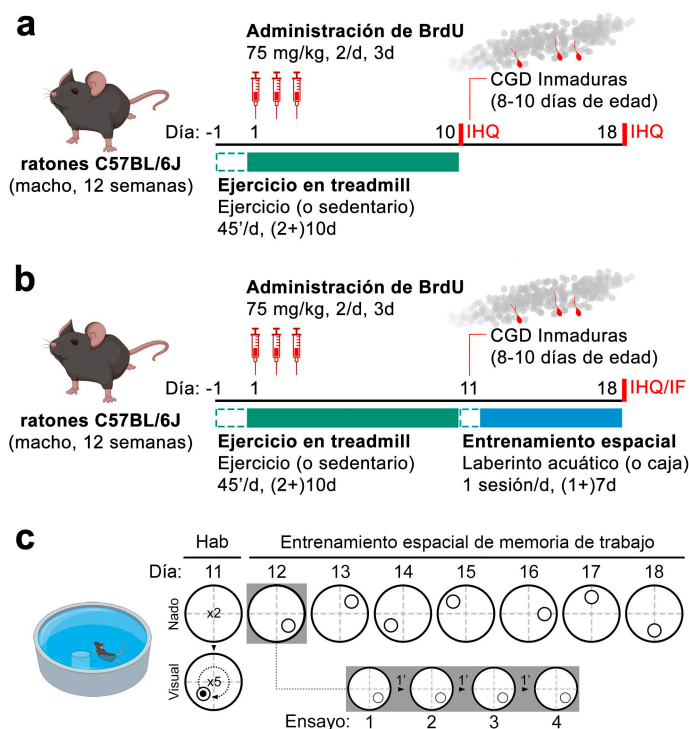 a
Administración de BrdU
75 mg/kg, 2/d, 3d
CGD Inmaduras
(8-10 días de edad)
Día: -1 1 10 IHQ 18 IHQ
ratones C57BL/6J
(macho, 12 semanas)
Ejercicio en treadmill
Ejercicio (o sedentario)
45'/d, (2+)10d
b
Administración de BrdU
75 mg/kg, 2/d, 3d
CGD Inmaduras
(8-10 días de edad)
Día: -1 1 11 18 IHQ/IF
ratones C57BL/6J
(macho, 12 semanas)
Ejercicio en treadmill
Ejercicio (o sedentario)
45'/d, (2+)10d
Entrenamiento espacial
Laberinto acuático (o caja)
1 sesión/d, (1+)7d
c
Hab Entrenamiento espacial de memoria de trabajo
Día: 11 12 13 14 15 16 17 18
Nado
x2
Visual
x5
1' 1' 1'
Ensayo: 1 2 3 4